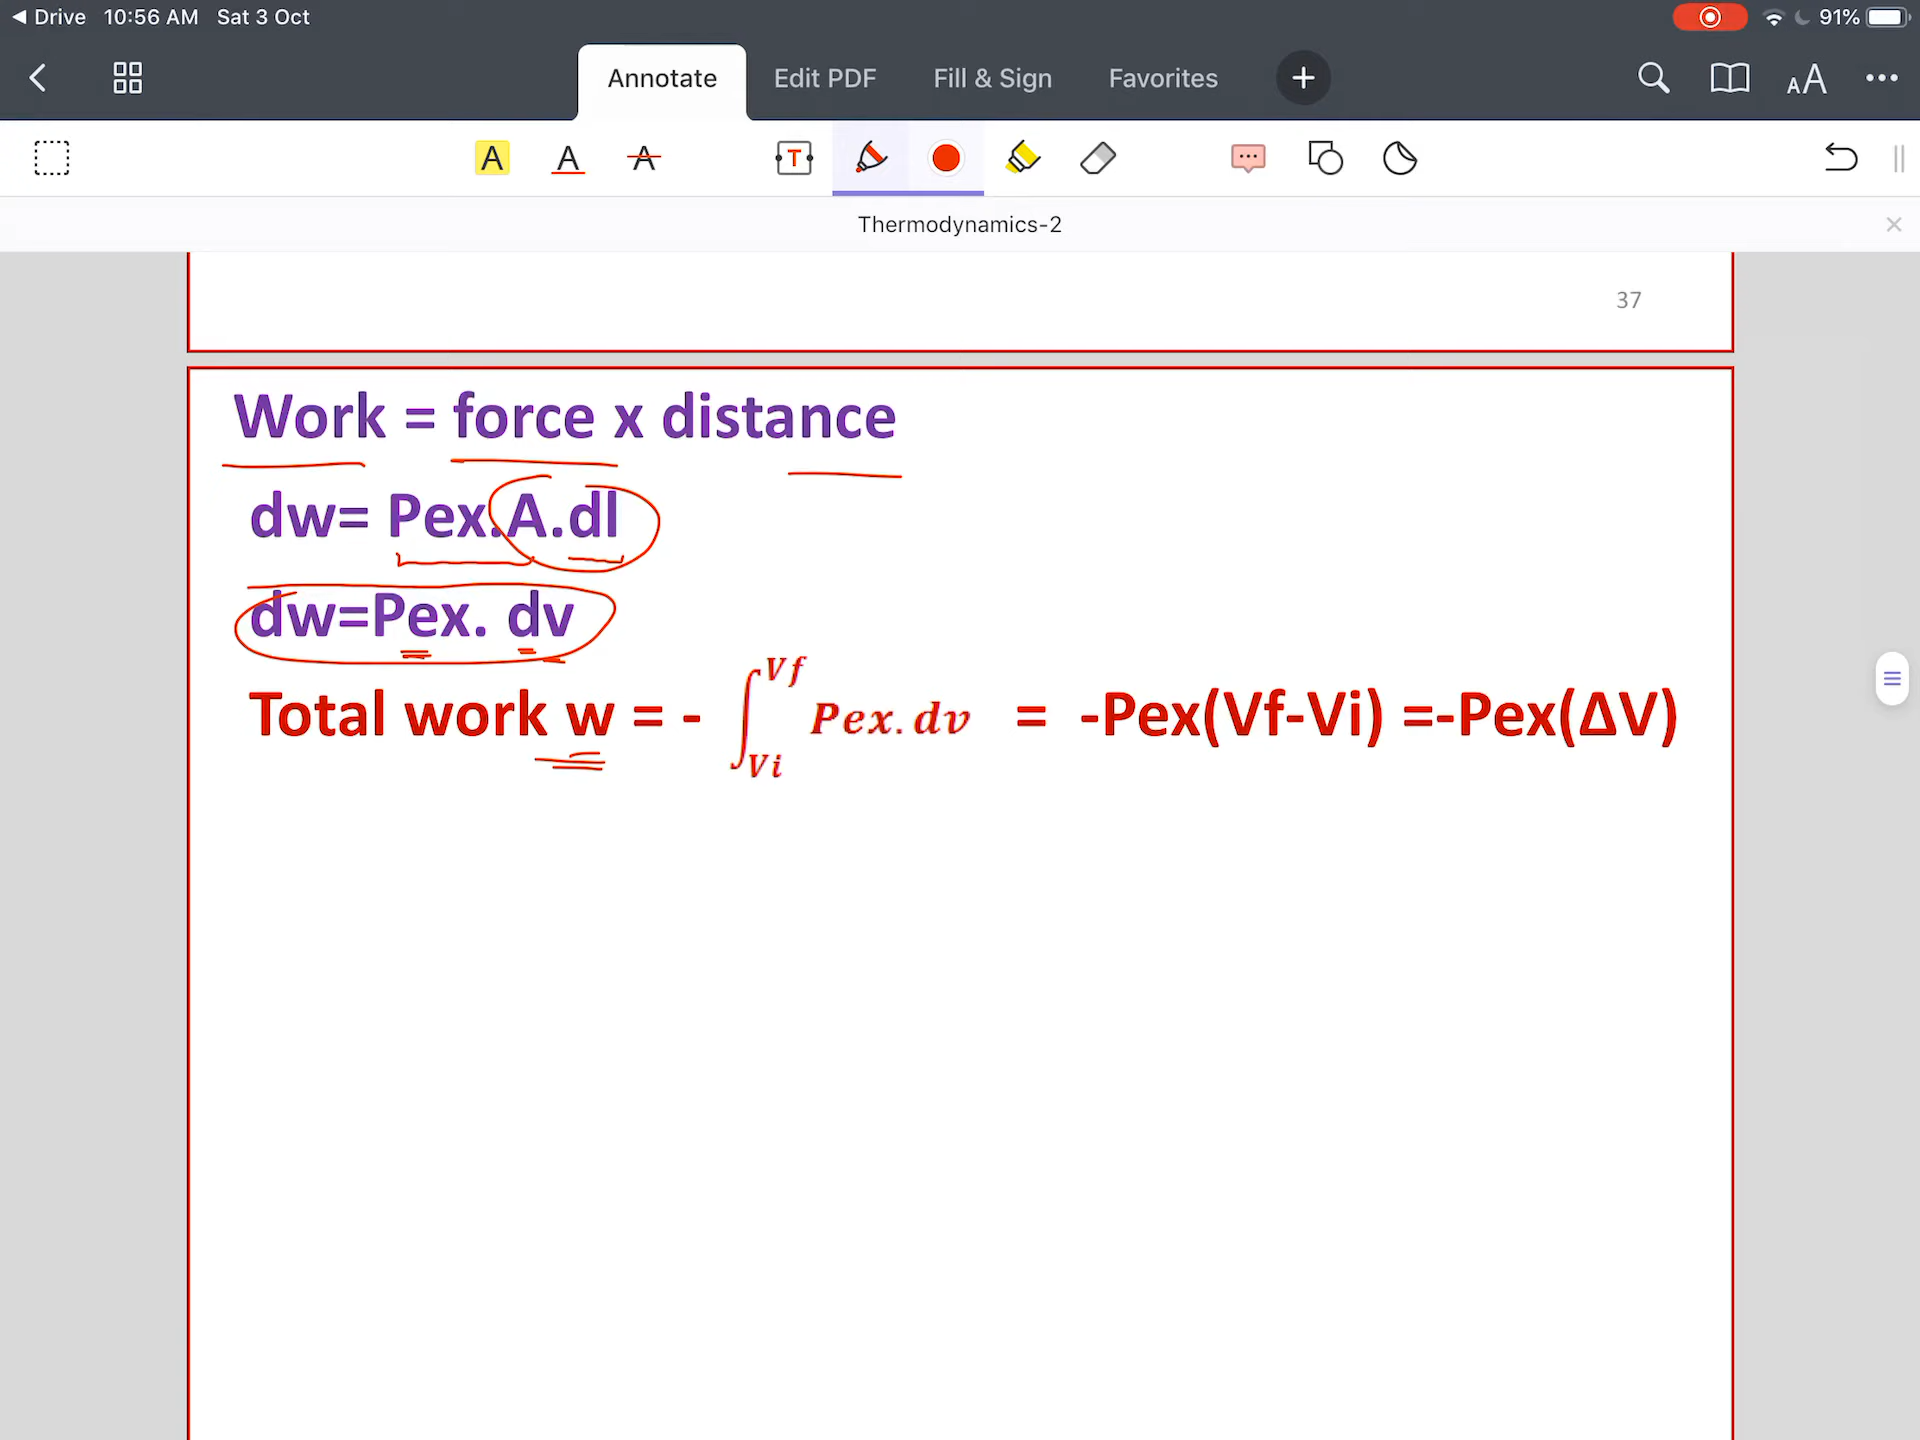 Drive 10:56 AM Sat 3 Oct 91%
Annotate Edit PDF Fill & Sign Favorites AA
A A A T
Thermodynamics-2
37
Work = force x distance
dw= Pex.A.dl
dw=Pex. dv
Total work w = - ∫ Vf Vi Pex. dv = -Pex(Vf-Vi) =-Pex(ΔV)